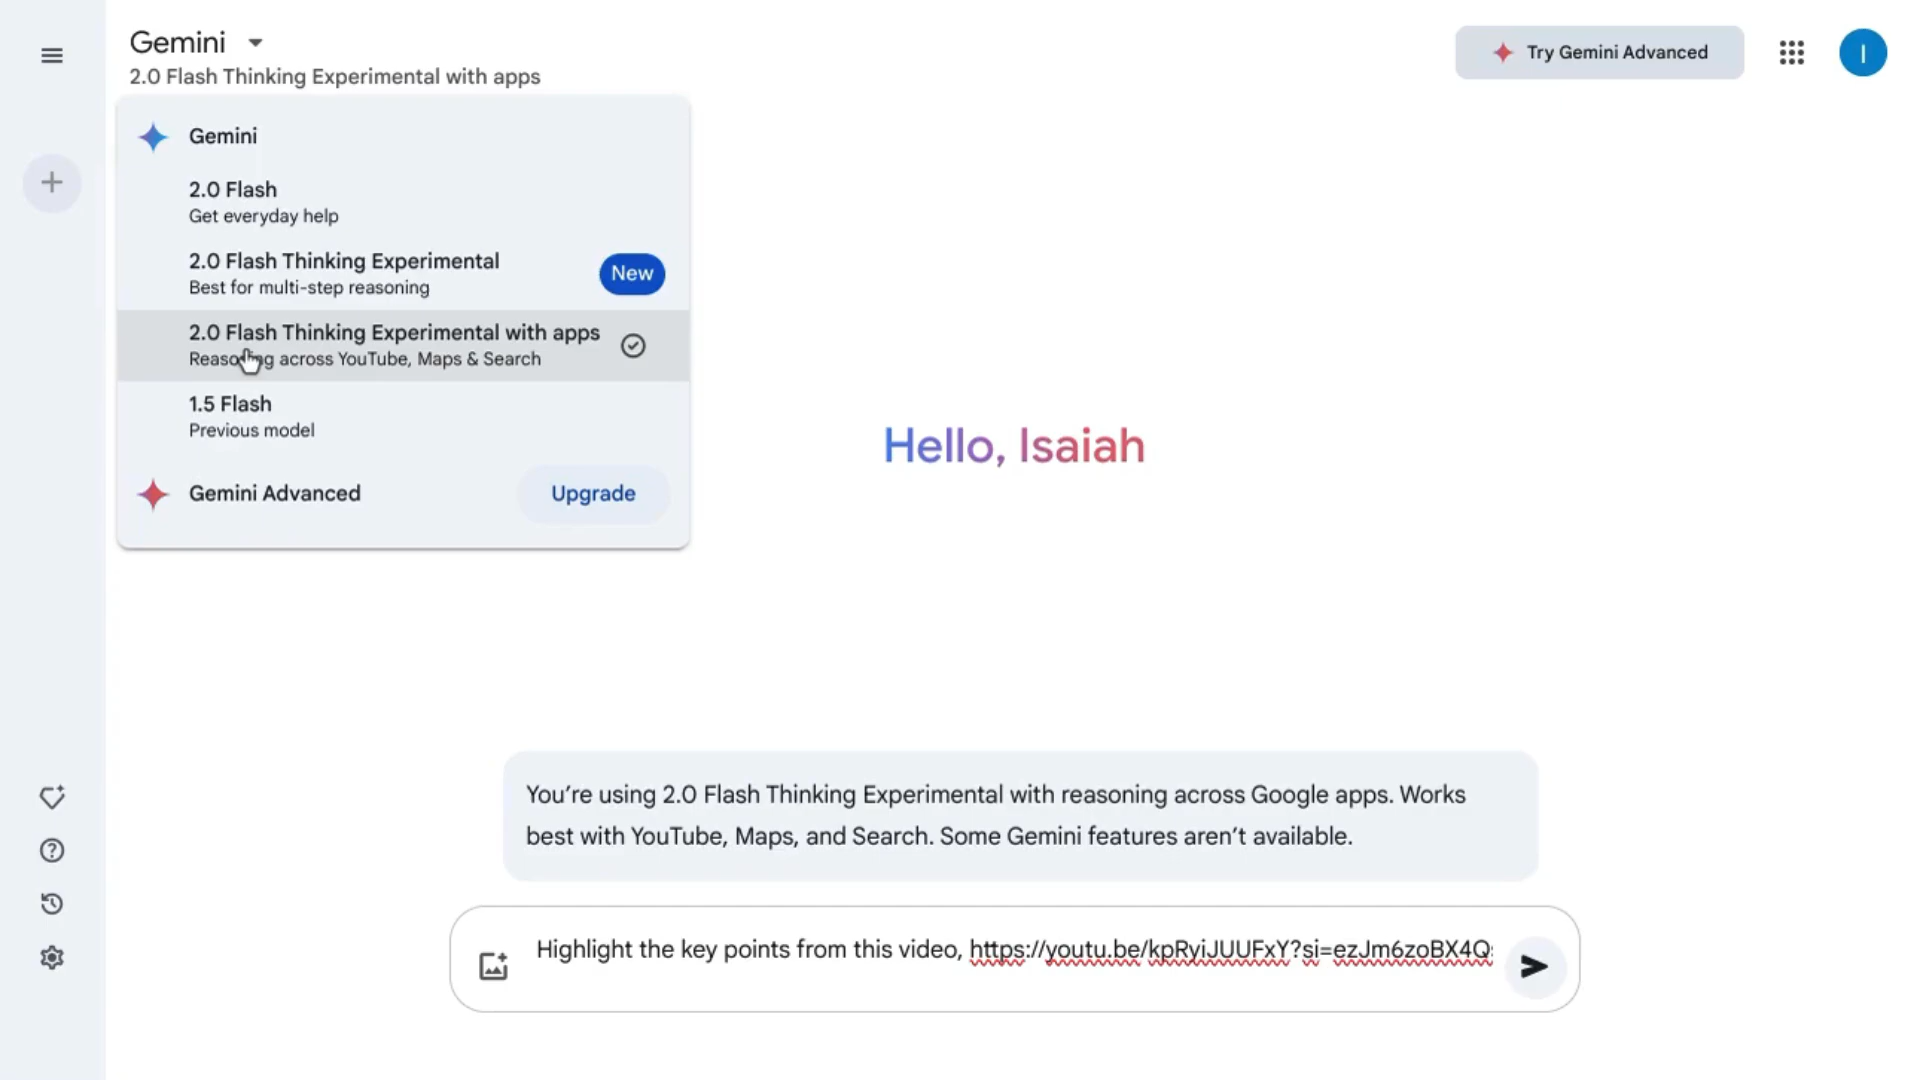 Gemini
2.0 Flash Thinking Experimental with apps
Try Gemini Advanced
I
Gemini
2.0 Flash
Get everyday help
2.0 Flash Thinking Experimental
Best for multi-step reasoning
New
2.0 Flash Thinking Experimental with apps
Reasoning across YouTube, Maps & Search
1.5 Flash
Previous model
Gemini Advanced
Upgrade
Hello, Isaiah
You’re using 2.0 Flash Thinking Experimental with reasoning across Google apps. Works
best with YouTube, Maps, and Search. Some Gemini features aren’t available.
Highlight the key points from this video, https://youtu.be/kpRyiJUUFxY?si=ezJm6zoBX4Q